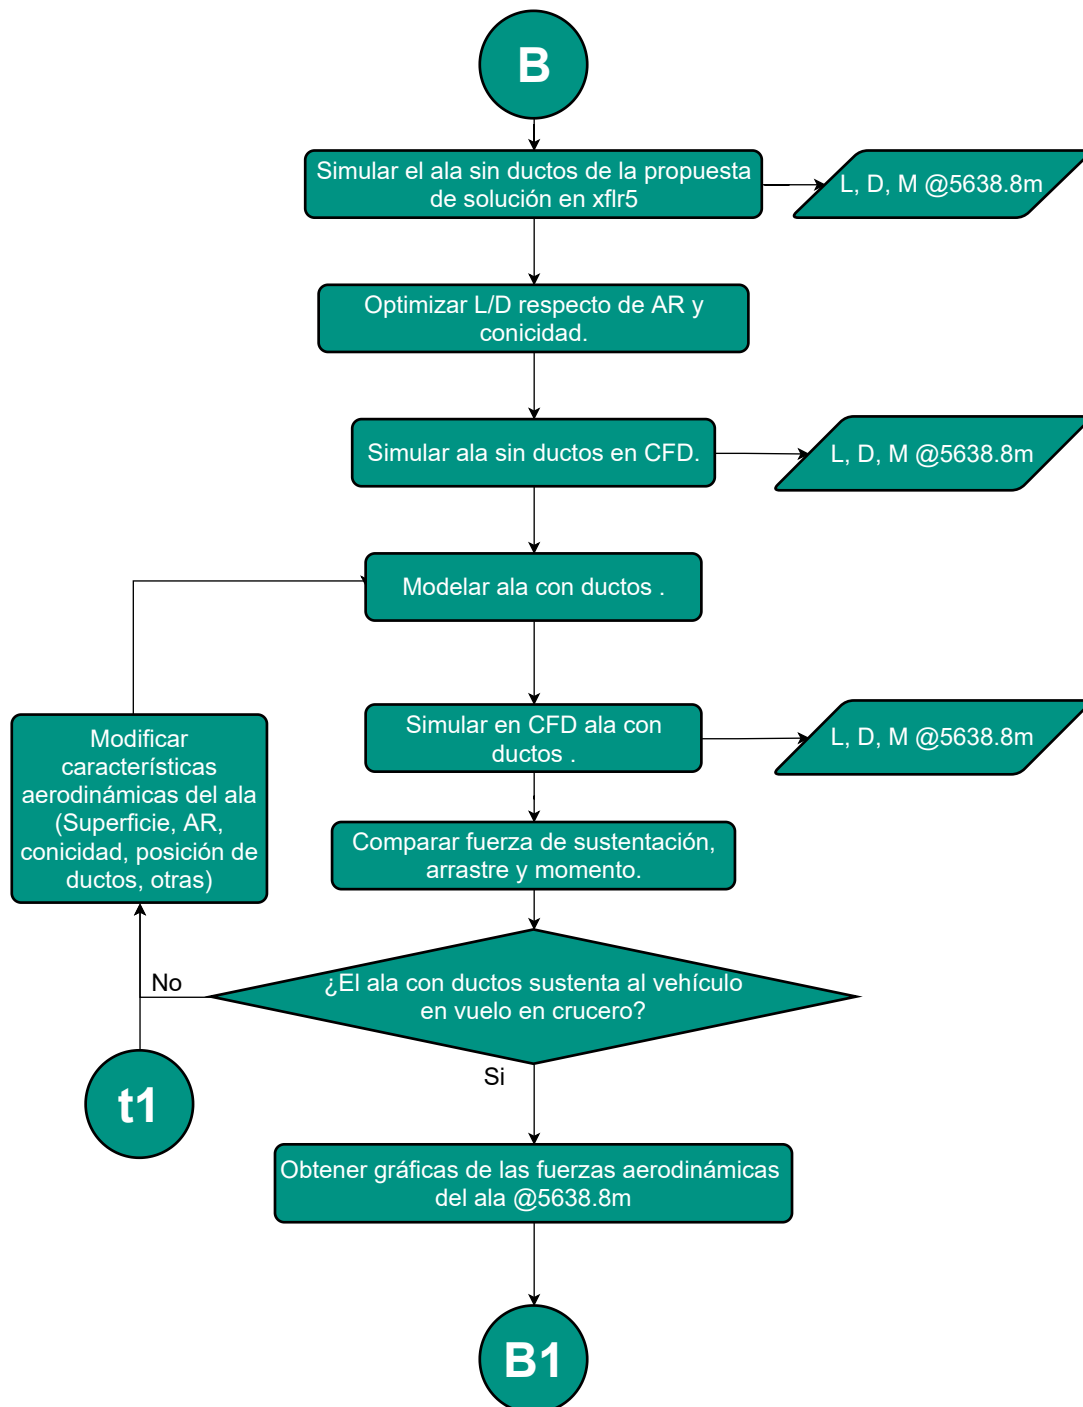 B
Simular el ala sin ductos de la propuesta
de solución en xflr5
L, D, M @5638.8m
Optimizar L/D respecto de AR y
conicidad.
Simular ala sin ductos en CFD.
L, D, M @5638.8m
Modelar ala con ductos .
Simular en CFD ala con
ductos .
L, D, M @5638.8m
Modificar
características
aerodinámicas del ala
(Superficie, AR,
conicidad, posición de
ductos, otras)
Comparar fuerza de sustentación,
arrastre y momento.
¿El ala con ductos sustenta al vehículo
en vuelo en crucero?
No
Si
t1
Obtener gráficas de las fuerzas aerodinámicas
del ala @5638.8m
B1